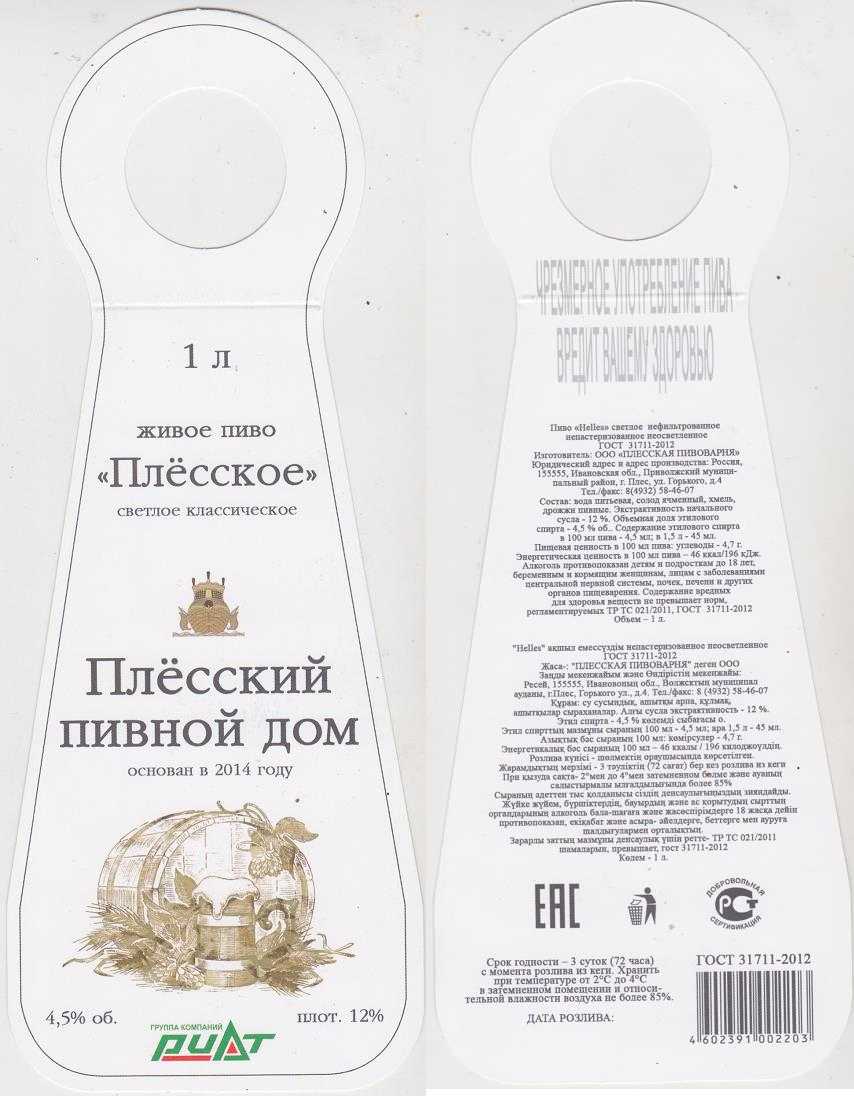 1 л
живое пиво
«Плёсское»
светлое классическое
Плёсский
пивной дом
основан в 2014 году
4,5% об.
плот. 12%
ГРУППА КОМПАНИЙ
РИАТ
ЧРЕЗМЕРНОЕ УПОТРЕБЛЕНИЕ ПИВА
ВРЕДИТ ВАШЕМУ ЗДОРОВЬЮ
Пиво «Helles» светлое нефильтрованное
непастеризованное неосветленное
ГОСТ 31711-2012
Изготовитель: ООО «ПЛЕССКАЯ ПИВОВАРНЯ»
Юридический адрес и адрес производства: Россия,
155555, Ивановская обл., Приволжский муници-
пальный район, г. Плес, ул. Горького, д.4
Тел./факс: 8(4932) 58-46-07
Состав: вода питьевая, солод ячменный, хмель,
дрожжи пивные. Экстрактивность начального
сусла - 12 %. Объемная доля этилового
спирта - 4,5 % об.. Содержание этилового спирта
в 100 мл пива - 4,5 мл; в 1,5 л - 45 мл.
Пищевая ценность в 100 мл пива: углеводы - 4,7 г.
Энергетическая ценность в 100 мл пива – 46 ккал/196 кДж.
Алкоголь противопоказан детям и подросткам до 18 лет,
беременным и кормящим женщинам, лицам с заболеваниями
центральной нервной системы, почек, печени и других
органов пищеварения. Содержание вредных
для здоровья веществ не превышает норм,
регламентируемых ТР ТС 021/2011, ГОСТ 31711-2012
Объем – 1 л.
"Helles" ақшыл емессүздім непастеризованное неосветленное
ГОСТ 31711-2012
Жаса-: "ПЛЕССКАЯ ПИВОВАРНЯ" деген ООО
Заңды мекенжайым және Өндірістің мекенжайы:
Ресей, 155555, Ивановоның обл., Волжсктың муниципал
ауданы, г.Плес, Горького ул., д.4. Тел./факс: 8 (4932) 58-46-07
Құрам: су сусындық, ашытқы арпа, құлмақ,
ашытқылар сыраханалар. Алғы сусла экстрактивность - 12 %.
Этил спирта - 4,5 % көлемді сыбағасы о.
Этил спирттың мазмұны сыраның 100 мл - 4,5 мл; ара 1,5 л - 45 мл.
Азықтық бәс сыраның 100 мл: көмірсулер - 4,7 г.
Энергетикалық бәс сыраның 100 мл – 46 ккалы / 196 килоджоулдің.
Розлива күнісі - шөлмектің орауышысында көрсетілген.
Жарамдықтың мерзімі - 3 тәуліктің (72 сағат) бер кез розлива из кеги
При қызуда сақта- 2°мен до 4°мен затемненном бөлме және ауаның
салыстырмалы ылғалдылығында более 85%
Сыраның әдеттен тыс қолданысы сіздің денсаулығыңыздың зияндайды.
Жүйке жүйем, бүршіктердің, бауырдың және ас қорытудың сырттың
органдарының алкоголь бала-шағаға және жасөспірімдерге 18 жасқа дейін
противопоказан, екіқабат және асыра- әйелдерге, беттерге мен ауруға
шалдығулармен орталықтың.
Зарарлы заттың мазмұны денсаулық үшін ретте- ТР ТС 021/2011
шамаларын, превышает, гост 31711-2012
Көлем - 1 л.
EAC
ДОБРОВОЛЬНАЯ
РСТ
СЕРТИФИКАЦИЯ
Срок годности – 3 суток (72 часа)
с момента розлива из кеги. Хранить
при температуре от 2°С до 4°С
в затемненном помещении и относи-
тельной влажности воздуха не более 85%.
ДАТА РОЗЛИВА:
ГОСТ 31711-2012
4 602391 002203